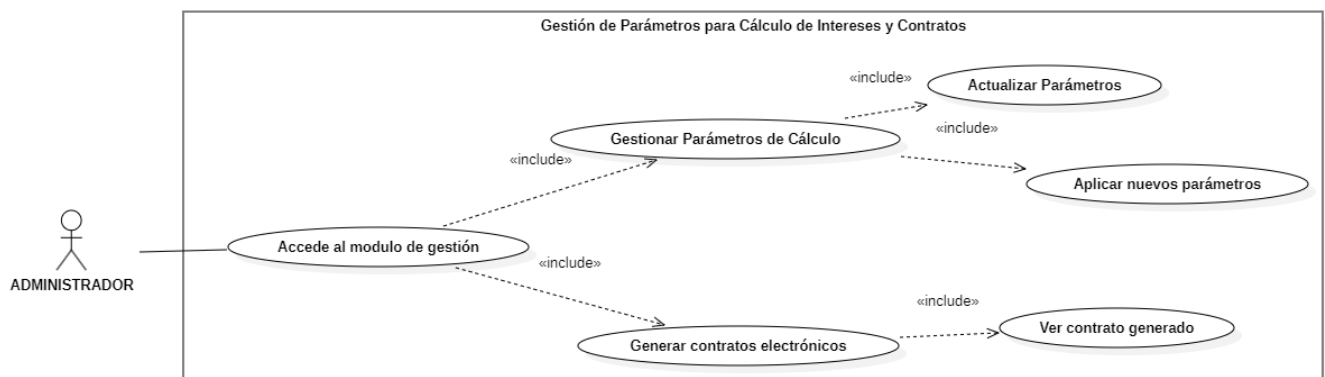 Gestión de Parámetros para Cálculo de Intereses y Contratos
«include»
Actualizar Parámetros
«include»
Gestionar Parámetros de Cálculo
«include»
Aplicar nuevos parámetros
ADMINISTRADOR
Accede al modulo de gestión
«include»
«include»
Ver contrato generado
Generar contratos electrónicos